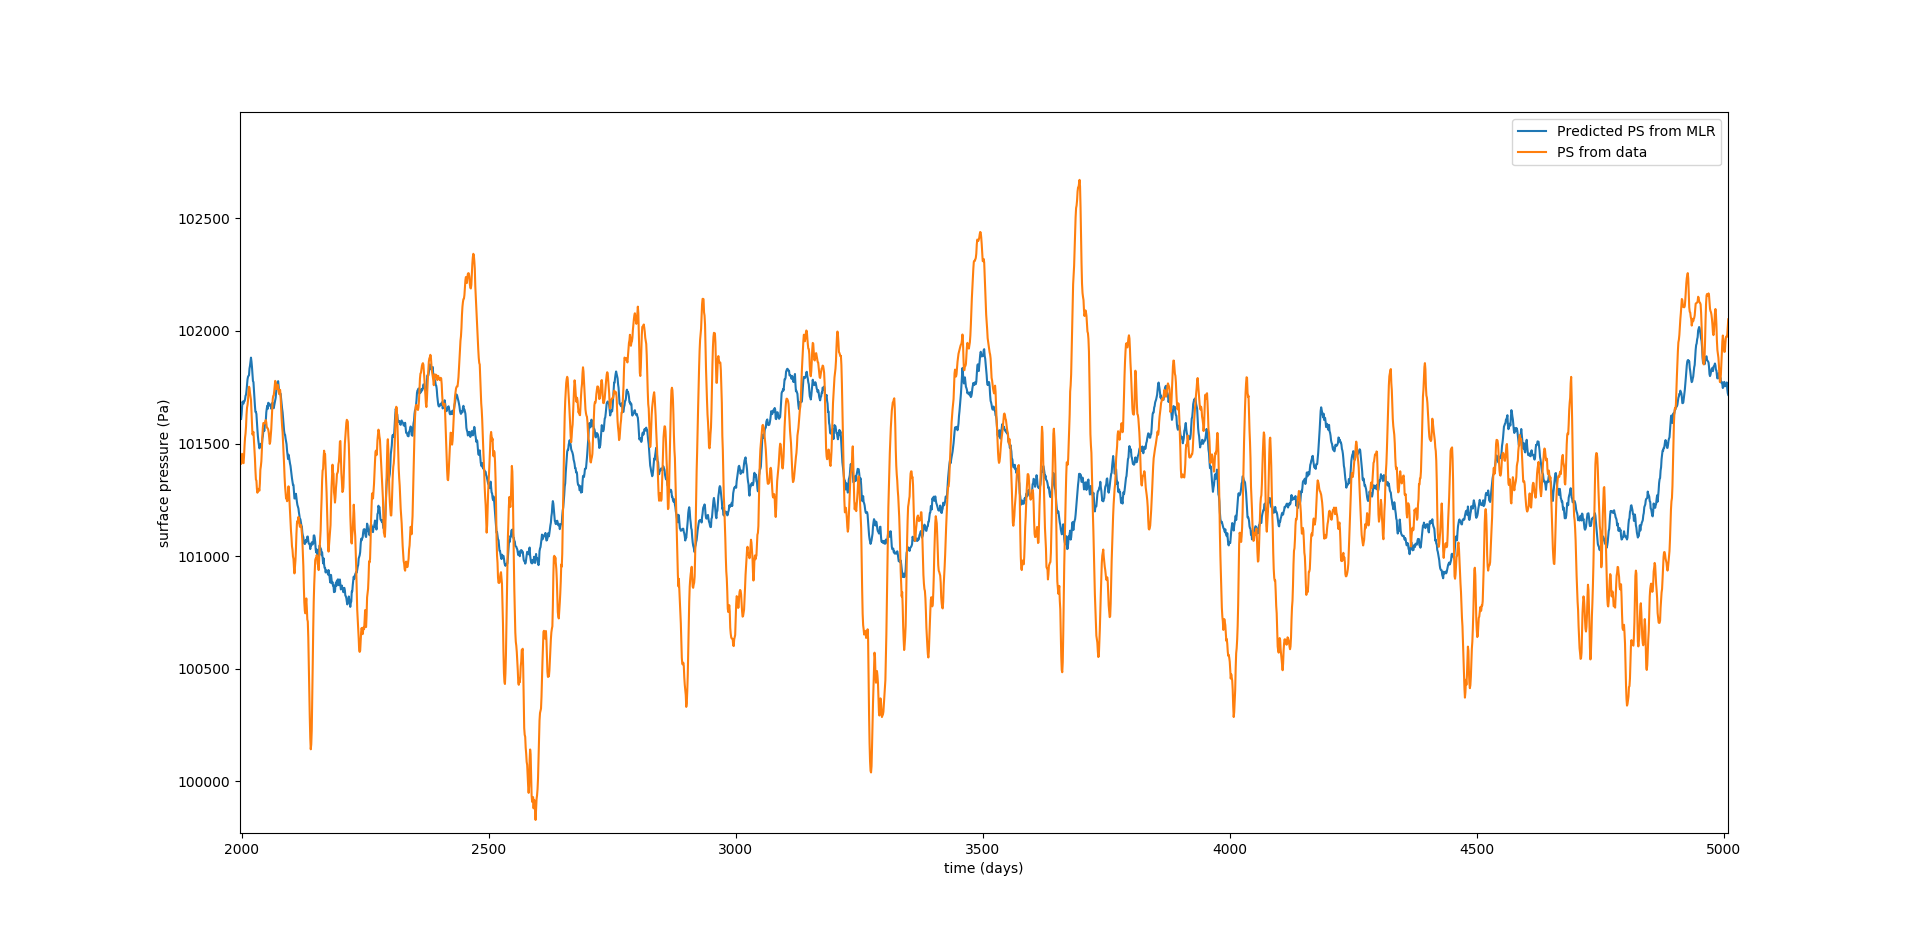 Predicted PS from MLR
PS from data
surface pressure (Pa)
102500
102000
101500
101000
100500
100000
2000 2500 3000 3500 4000 4500 5000
time (days)